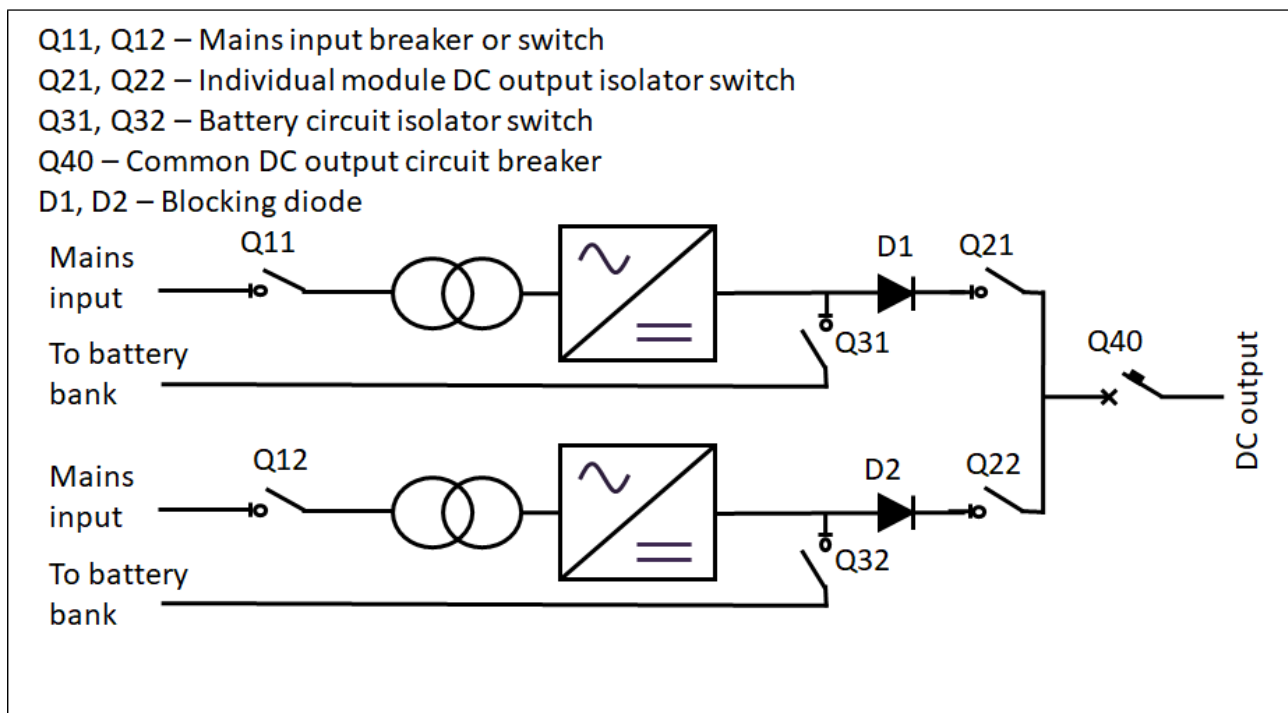 Q11, Q12 – Mains input breaker or switch
Q21, Q22 – Individual module DC output isolator switch
Q31, Q32 – Battery circuit isolator switch
Q40 – Common DC output circuit breaker
D1, D2 – Blocking diode
Mains
input
Q11
D1
Q21
To battery
bank
Q31
Q40
DC output
Mains
input
Q12
D2
Q22
To battery
bank
Q32